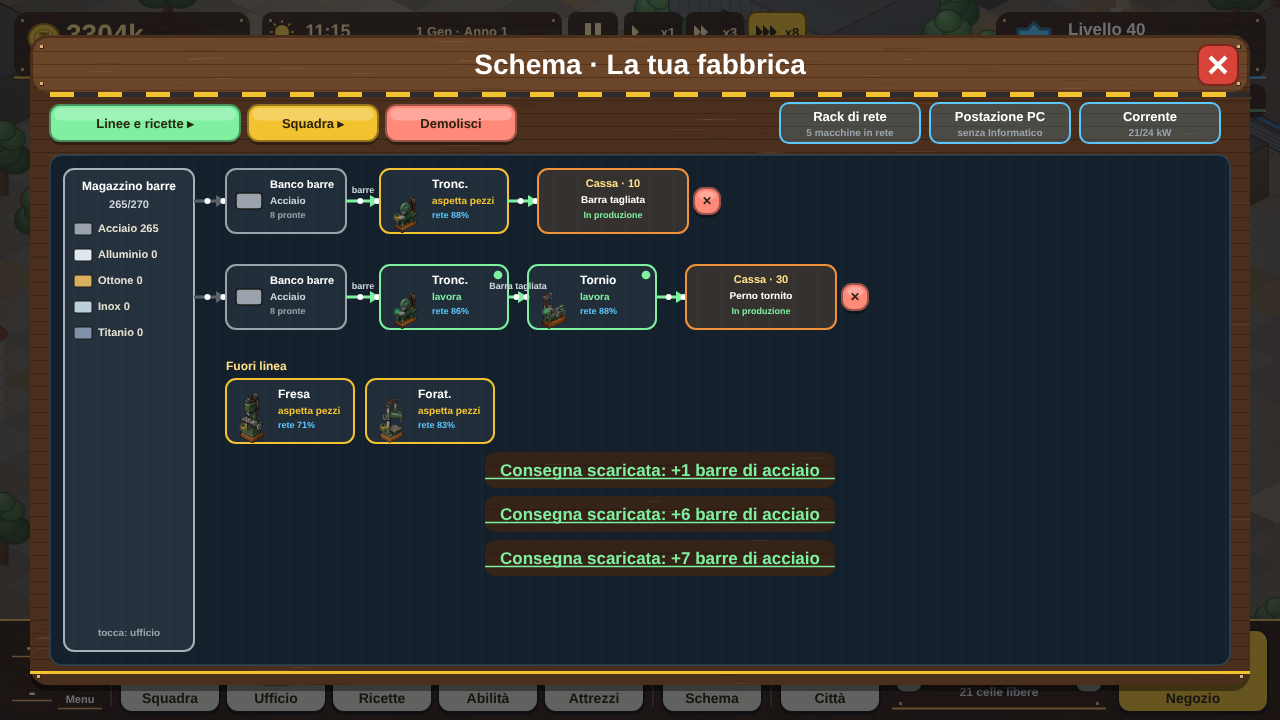 3304k
11:15
1 Gen · Anno 1
x1
x3
x8
Livello 40
Schema · La tua fabbrica
Linee e ricette ▸
Squadra ▸
Demolisci
Rack di rete
5 macchine in rete
Postazione PC
senza Informatico
Corrente
21/24 kW
Magazzino barre
265/270
Acciaio 265
Alluminio 0
Ottone 0
Inox 0
Titanio 0
tocca: ufficio
Banco barre
Acciaio
8 pronte
barre
Tronc.
aspetta pezzi
rete 88%
Cassa · 10
Barra tagliata
In produzione
Banco barre
Acciaio
8 pronte
barre
Tronc.
lavora
rete 86%
Barra tagliata
Tornio
lavora
rete 88%
Cassa · 30
Perno tornito
In produzione
Fuori linea
Fresa
aspetta pezzi
rete 71%
Forat.
aspetta pezzi
rete 83%
Consegna scaricata: +1 barre di acciaio
Consegna scaricata: +6 barre di acciaio
Consegna scaricata: +7 barre di acciaio
Menu
Squadra
Ufficio
Ricette
Abilità
Attrezzi
Schema
Città
21 celle libere
Negozio